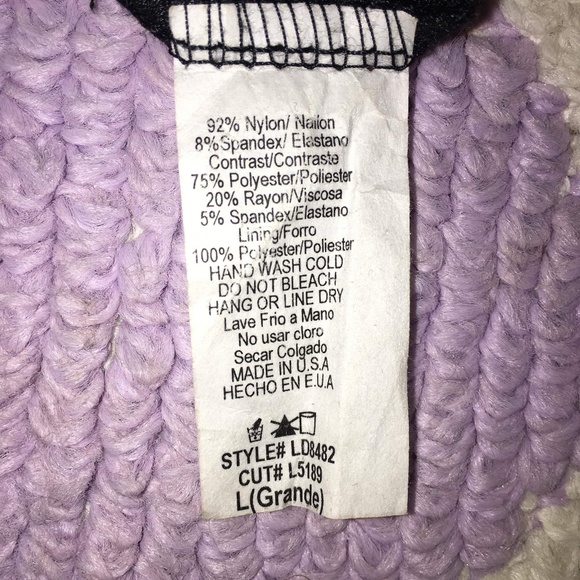 92% Nylon/ Nailon
8%Spandex/ Elastano
Contrast/Contraste
75% Polyester/Poliester
20% Rayon/Viscosa
5% Spandex/Elastano
Lining/Forro
100% Polyester/Poliester
HAND WASH COLD
DO NOT BLEACH
HANG OR LINE DRY
Lave Frio a Mano
No usar cloro
Secar Colgado
MADE IN U.S.A
HECHO EN E.U.A
STYLE# LD8482
CUT# L5189
L(Grande)